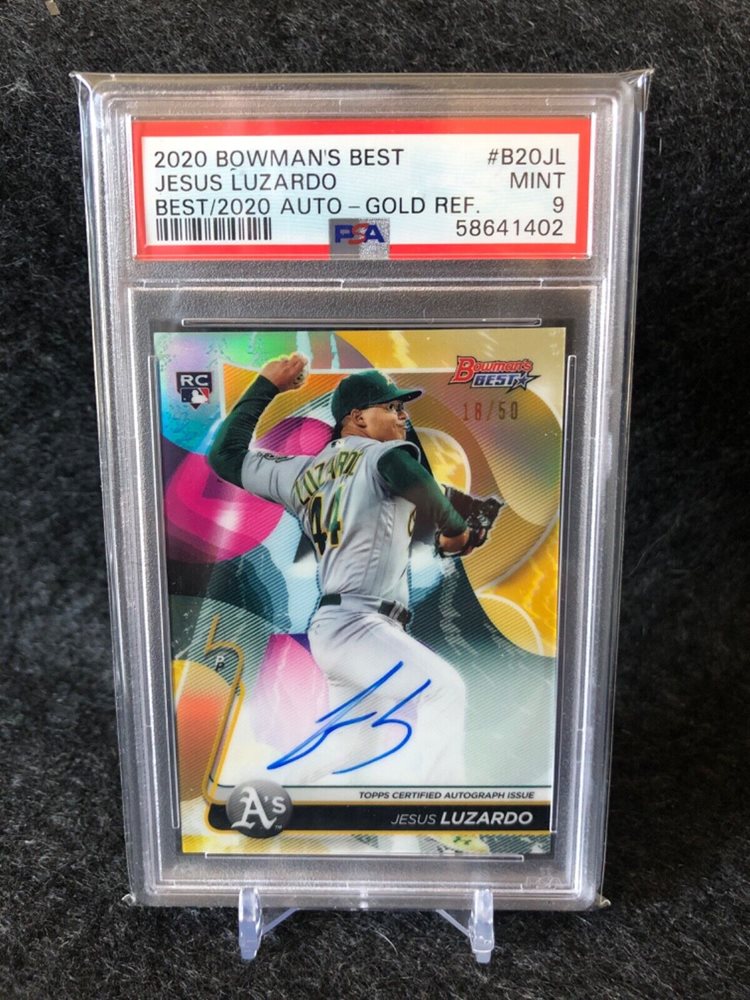 2020 BOWMAN'S BEST #B20JL
JESUS LUZARDO MINT
BEST/2020 AUTO - GOLD REF. 9
PSA 58641402
RC
Bowman's
BEST
18/50
LUZARDO
44
P
TOPPS CERTIFIED AUTOGRAPH ISSUE
A's TM
JESUS LUZARDO